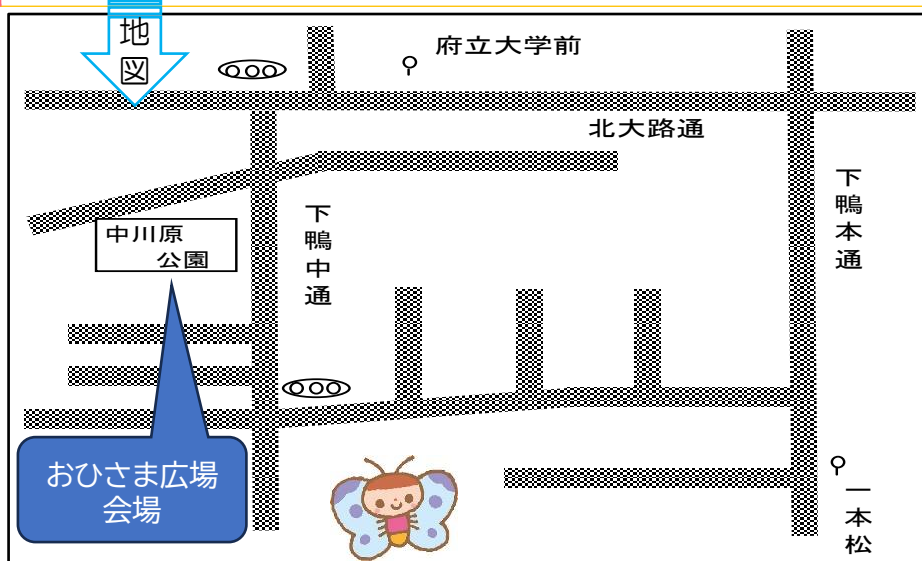 地図
府立大学前
北大路通
下鴨本通
下鴨中通
中川原
公園
おひさま広場
会場
一本松